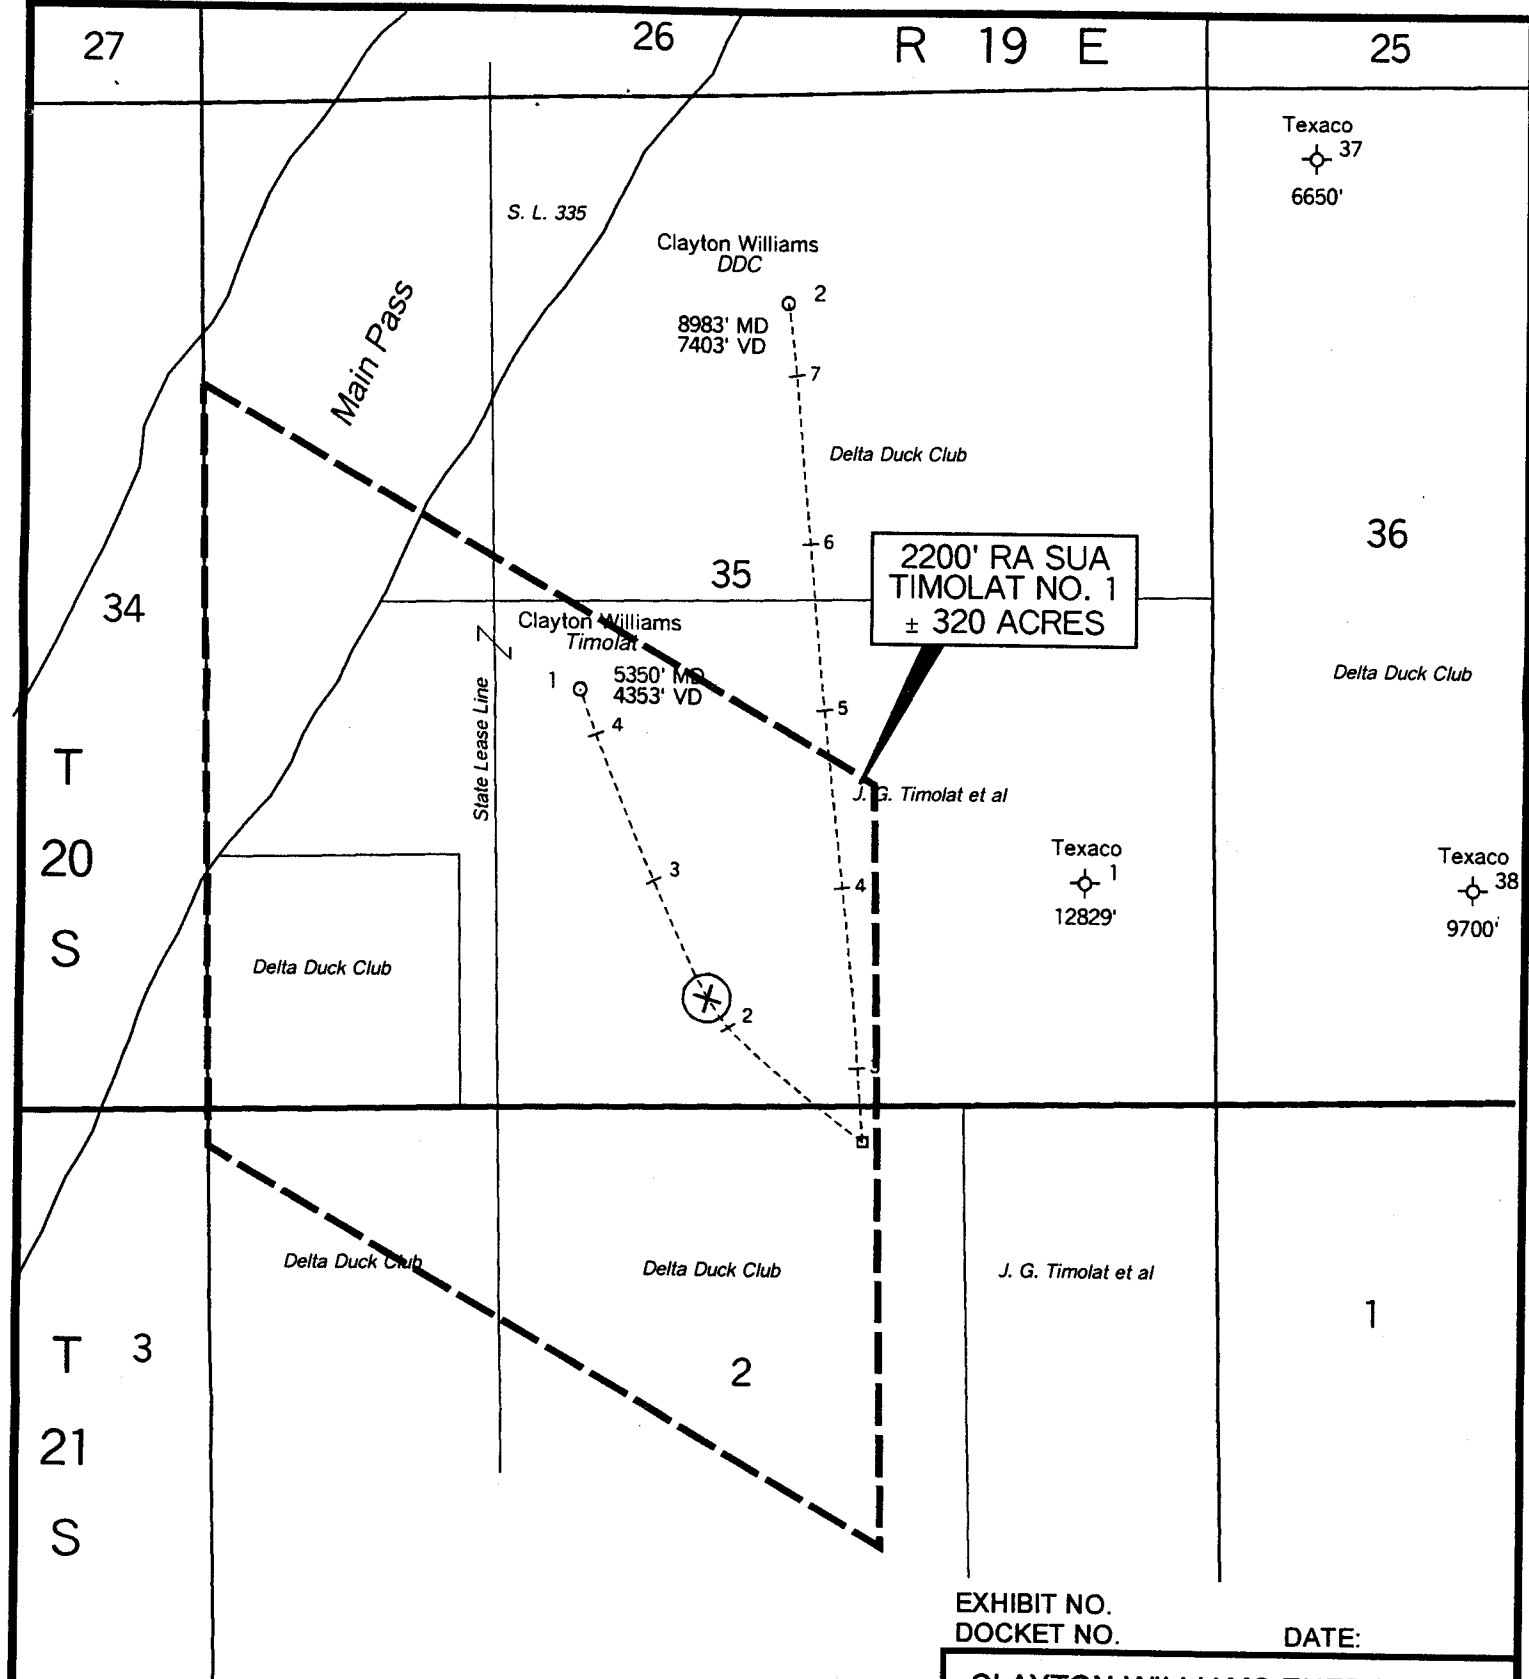 27
26
R 19 E
25
Texaco
37
6650'
S. L. 335
Clayton Williams
DDC
2
8983' MD
7403' VD
7
Main Pass
Delta Duck Club
6
36
2200' RA SUA
TIMOLAT NO. 1
± 320 ACRES
35
34
Clayton Williams
Timolat
1
5350' MD
4353' VD
Delta Duck Club
State Lease Line
4
5
T
20
S
J. G. Timolat et al
Texaco
1
12829'
Texaco
38
9700'
3
4
Delta Duck Club
2
3
Delta Duck Club
Delta Duck Club
J. G. Timolat et al
1
T
21
S
3
2
EXHIBIT NO.
DOCKET NO.
DATE:
CLAYTON WILLIAMS